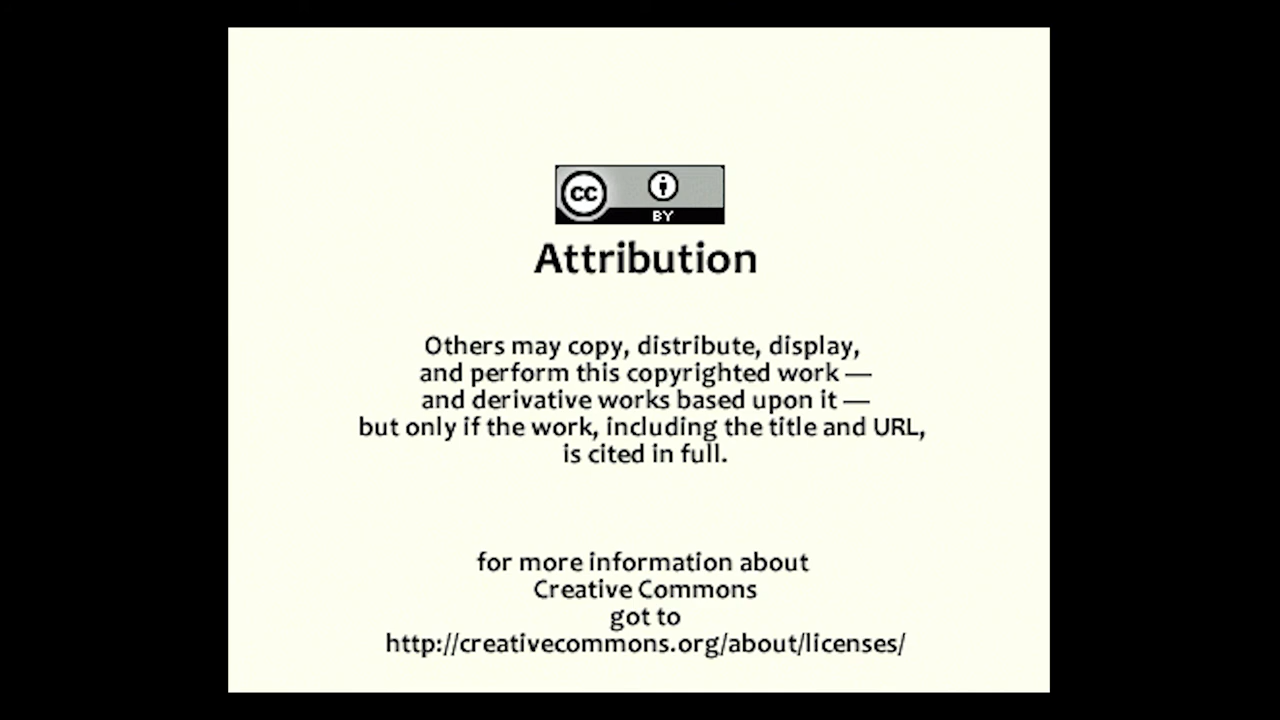 cc
BY
Attribution
Others may copy, distribute, display,
and perform this copyrighted work —
and derivative works based upon it —
but only if the work, including the title and URL,
is cited in full.
for more information about
Creative Commons
got to
http://creativecommons.org/about/licenses/